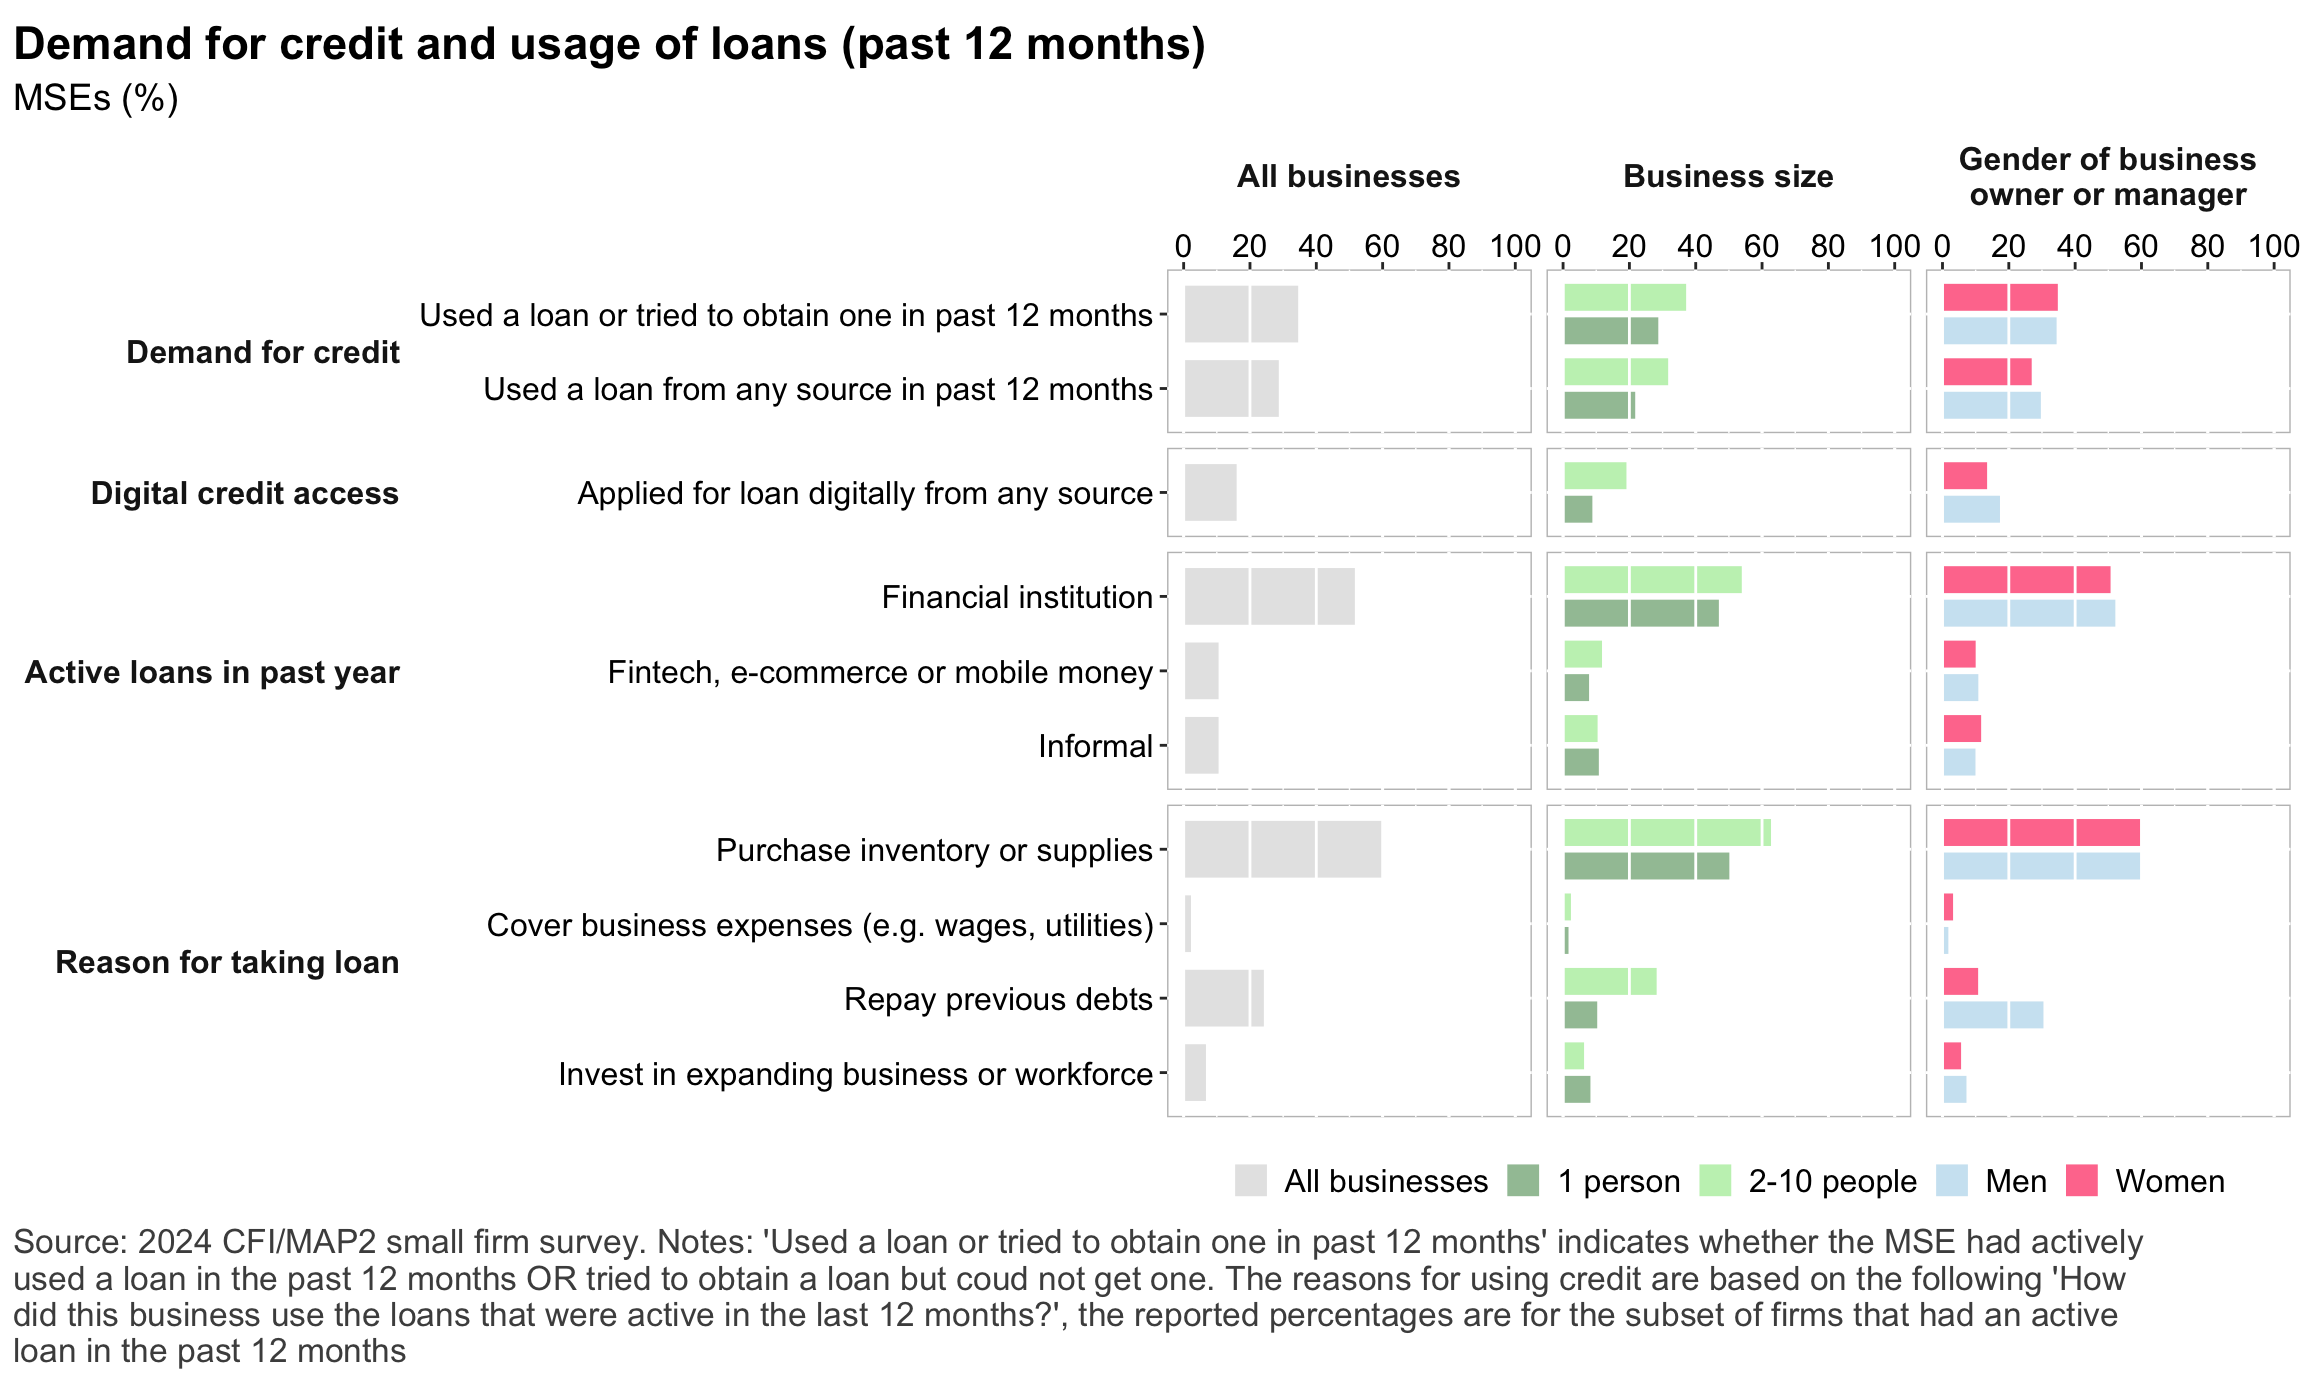 Demand for credit and usage of loans (past 12 months)
MSEs (%)
All businesses
Business size
Gender of business
owner or manager
0 20 40 60 80 100 0 20 40 60 80 100 0 20 40 60 80 100
Demand for credit
Used a loan or tried to obtain one in past 12 months
Used a loan from any source in past 12 months
Digital credit access
Applied for loan digitally from any source
Active loans in past year
Financial institution
Fintech, e-commerce or mobile money
Informal
Reason for taking loan
Purchase inventory or supplies
Cover business expenses (e.g. wages, utilities)
Repay previous debts
Invest in expanding business or workforce
All businesses 1 person 2-10 people Men Women
Source: 2024 CFI/MAP2 small firm survey. Notes: 'Used a loan or tried to obtain one in past 12 months' indicates whether the MSE had actively
used a loan in the past 12 months OR tried to obtain a loan but coud not get one. The reasons for using credit are based on the following 'How
did this business use the loans that were active in the last 12 months?', the reported percentages are for the subset of firms that had an active
loan in the past 12 months